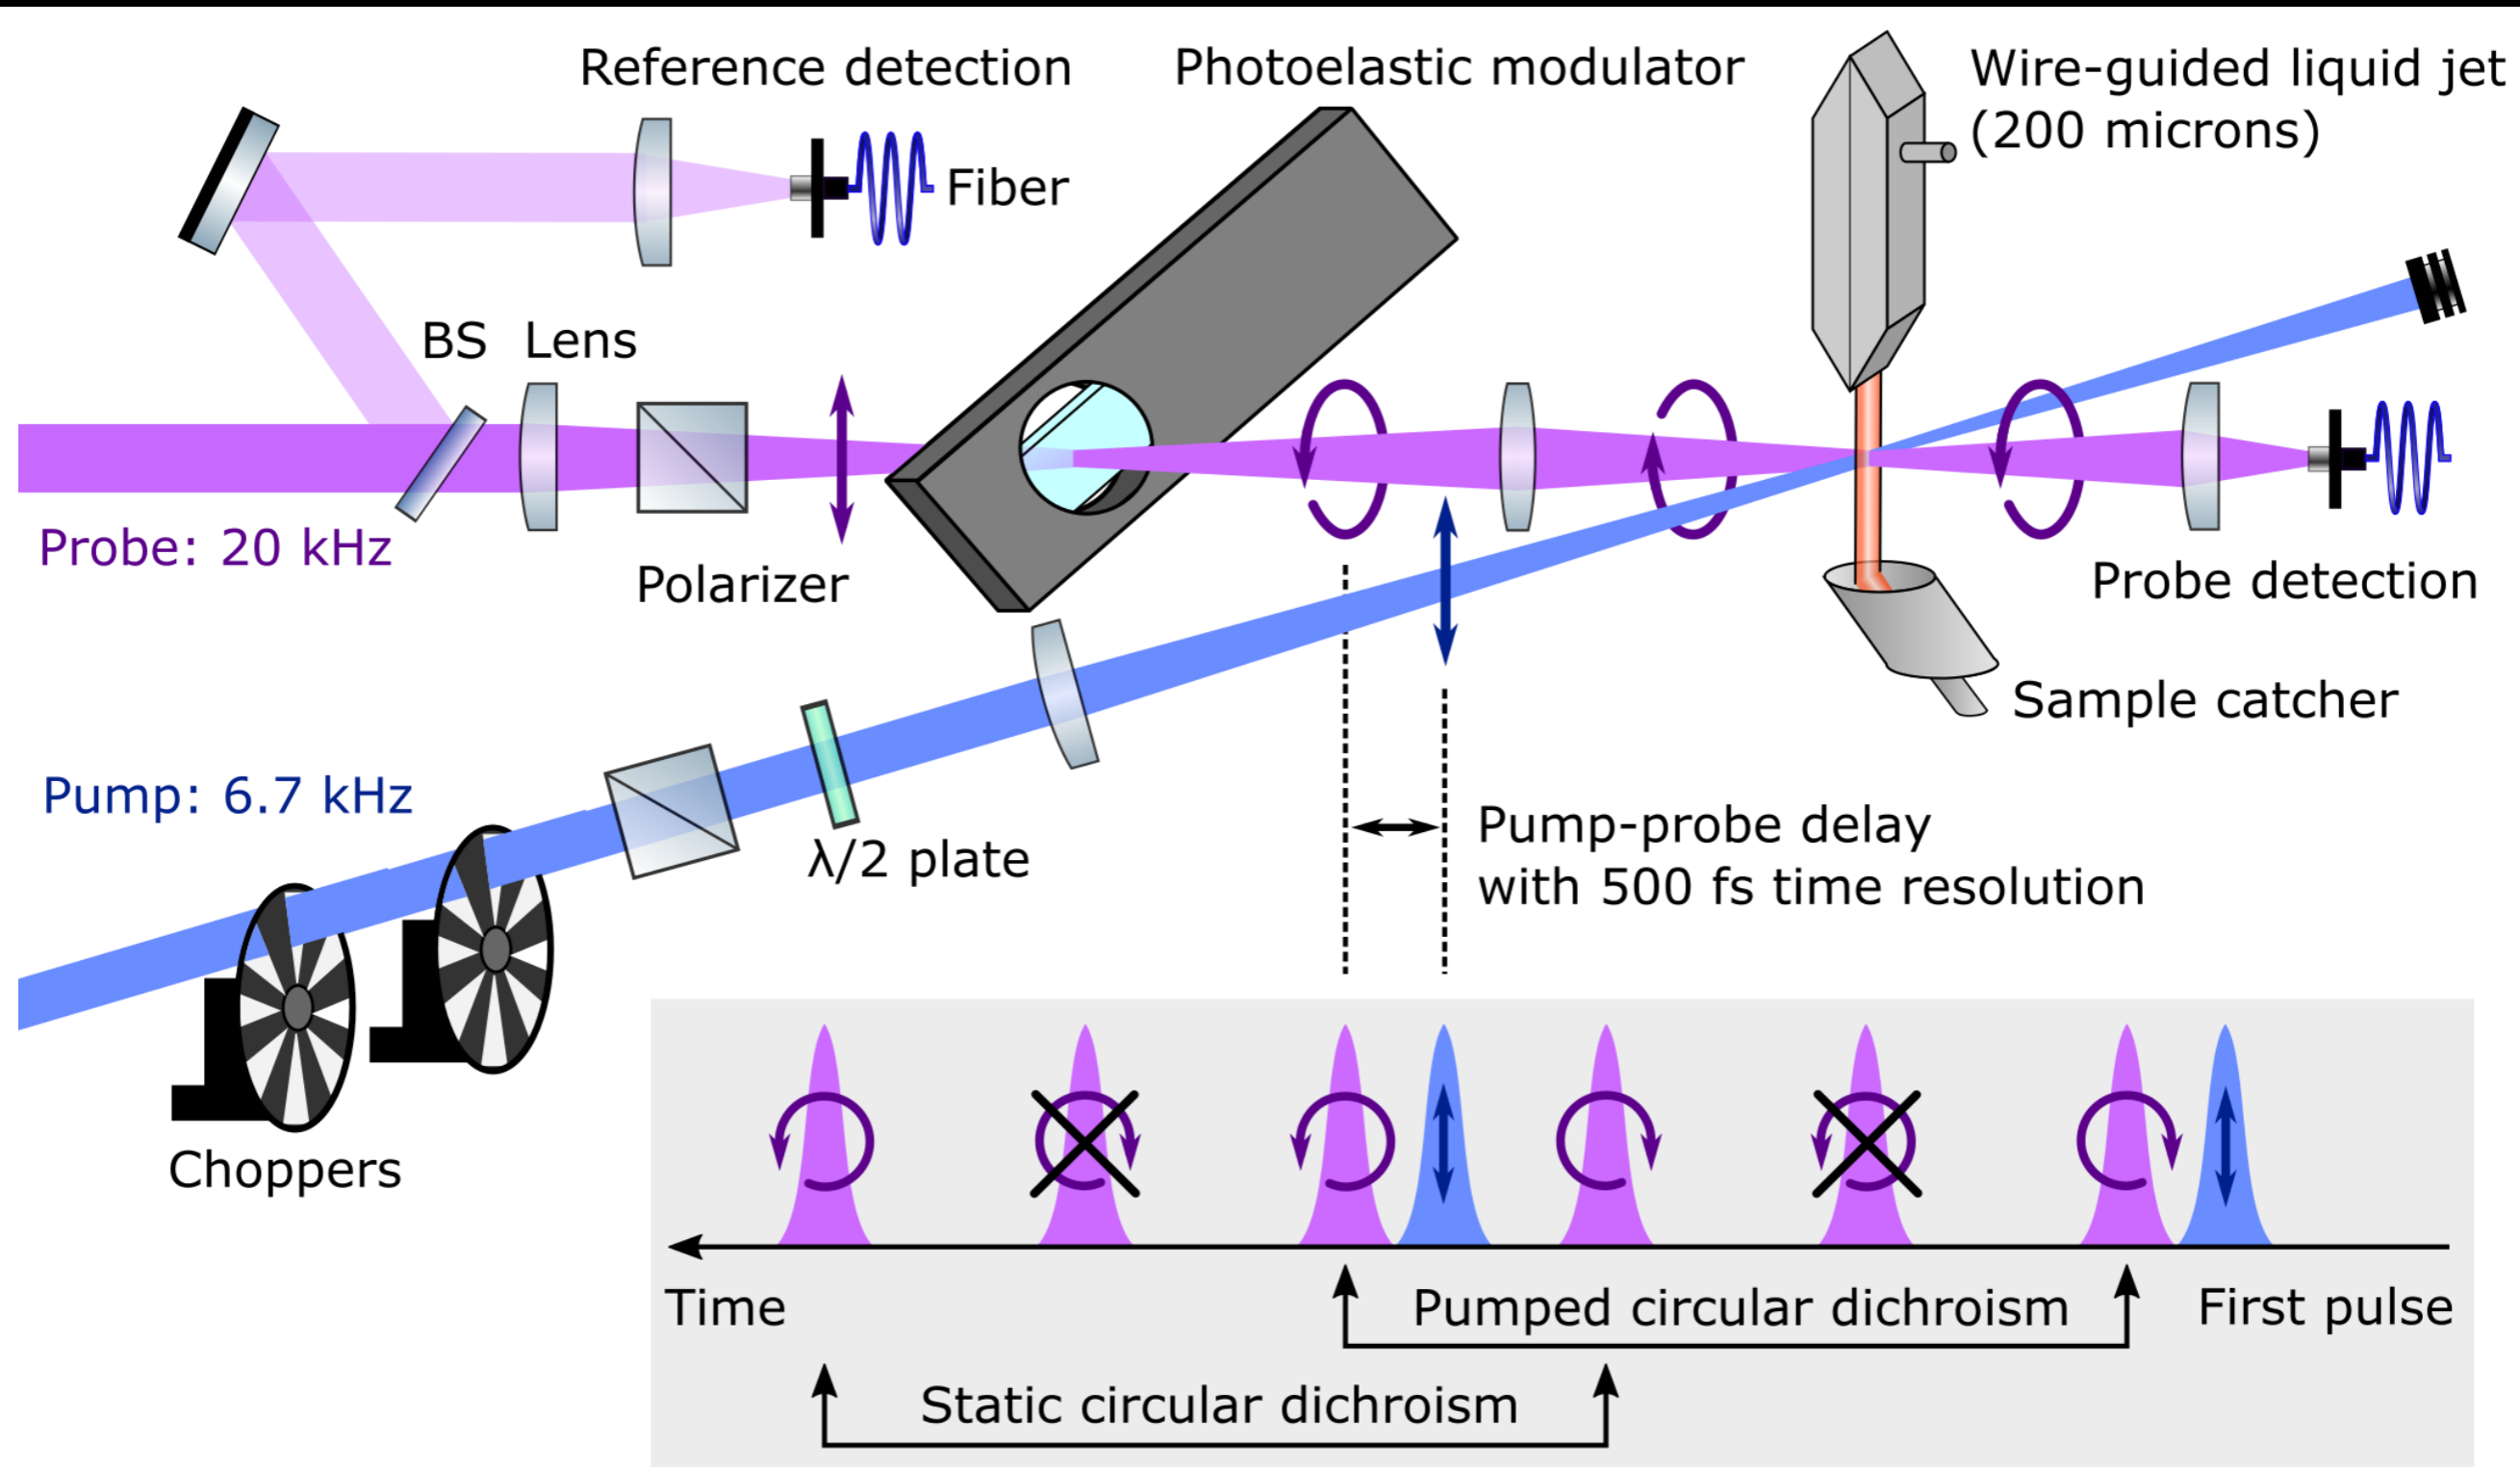 Reference detection
Photoelastic modulator
Wire-guided liquid jet
(200 microns)
Fiber
BS
Lens
Probe: 20 kHz
Polarizer
Probe detection
Sample catcher
Pump: 6.7 kHz
λ/2 plate
Pump-probe delay
with 500 fs time resolution
Choppers
Time
Pumped circular dichroism
First pulse
Static circular dichroism